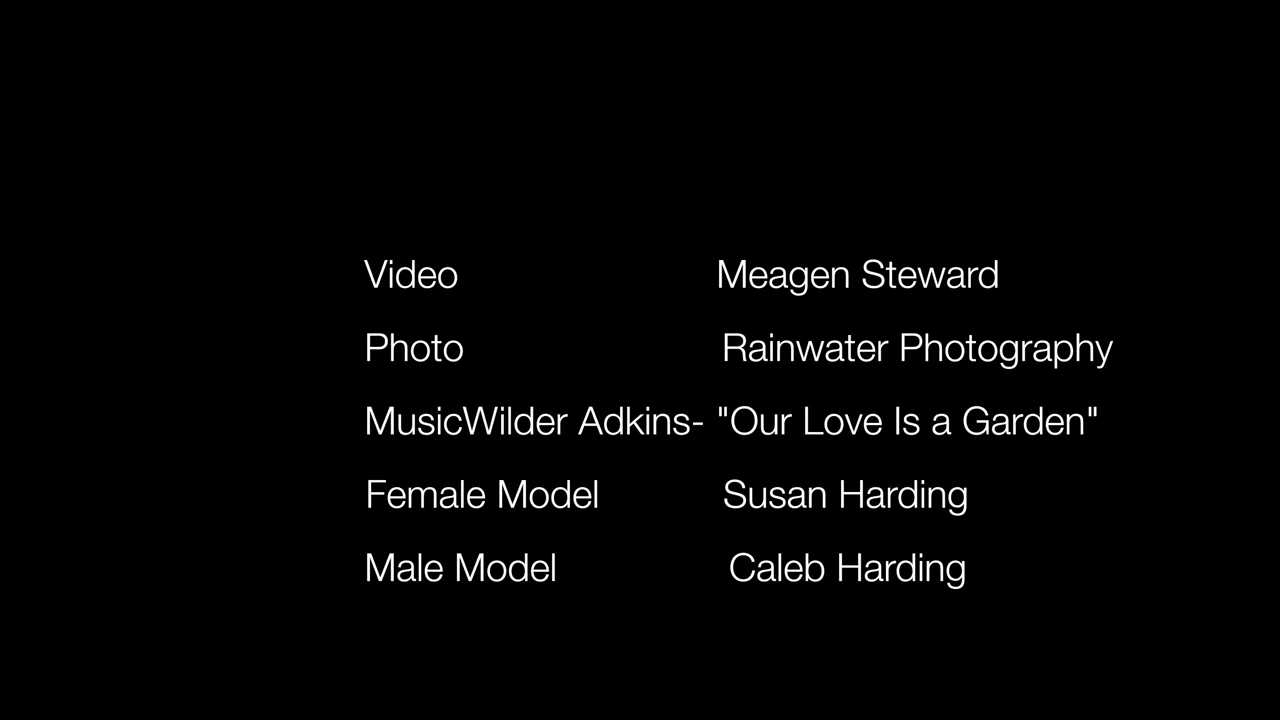 Video Meagen Steward
Photo Rainwater Photography
MusicWilder Adkins- "Our Love Is a Garden"
Female Model Susan Harding
Male Model Caleb Harding